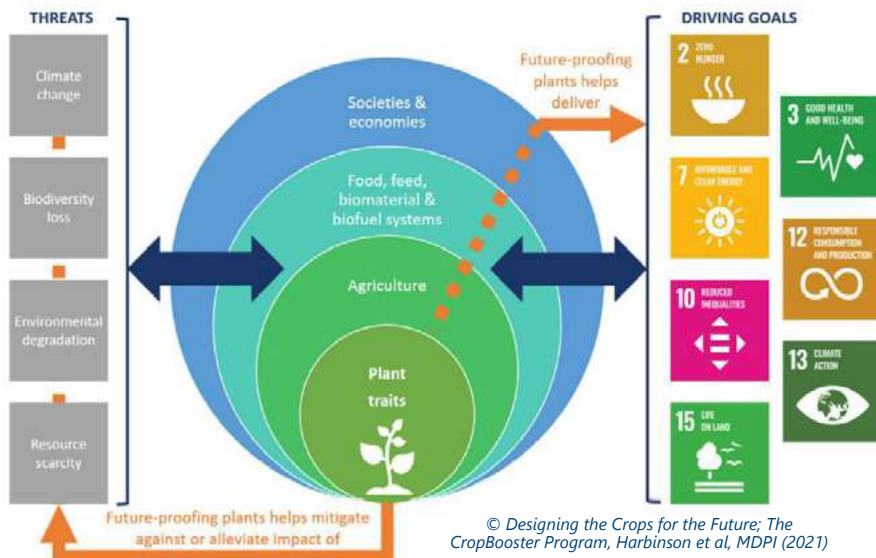 THREATS
Climate
change
Biodiversity
loss
Environmental
degradation
Resource
scarcity
Societies &
economies
Food, feed,
biomaterial &
biofuel systems
Agriculture
Plant
traits
Future-proofing
plants helps
deliver
Future-proofing plants helps mitigate
against or alleviate impact of
DRIVING GOALS
2 ZERO
HUNGER
3 GOOD HEALTH
AND WELL-BEING
7 AFFORDABLE AND
CLEAN ENERGY
12 RESPONSIBLE
CONSUMPTION
AND PRODUCTION
10 REDUCED
INEQUALITIES
13 CLIMATE
ACTION
15 LIFE
ON LAND
© Designing the Crops for the Future; The
CropBooster Program, Harbinson et al, MDPI (2021)